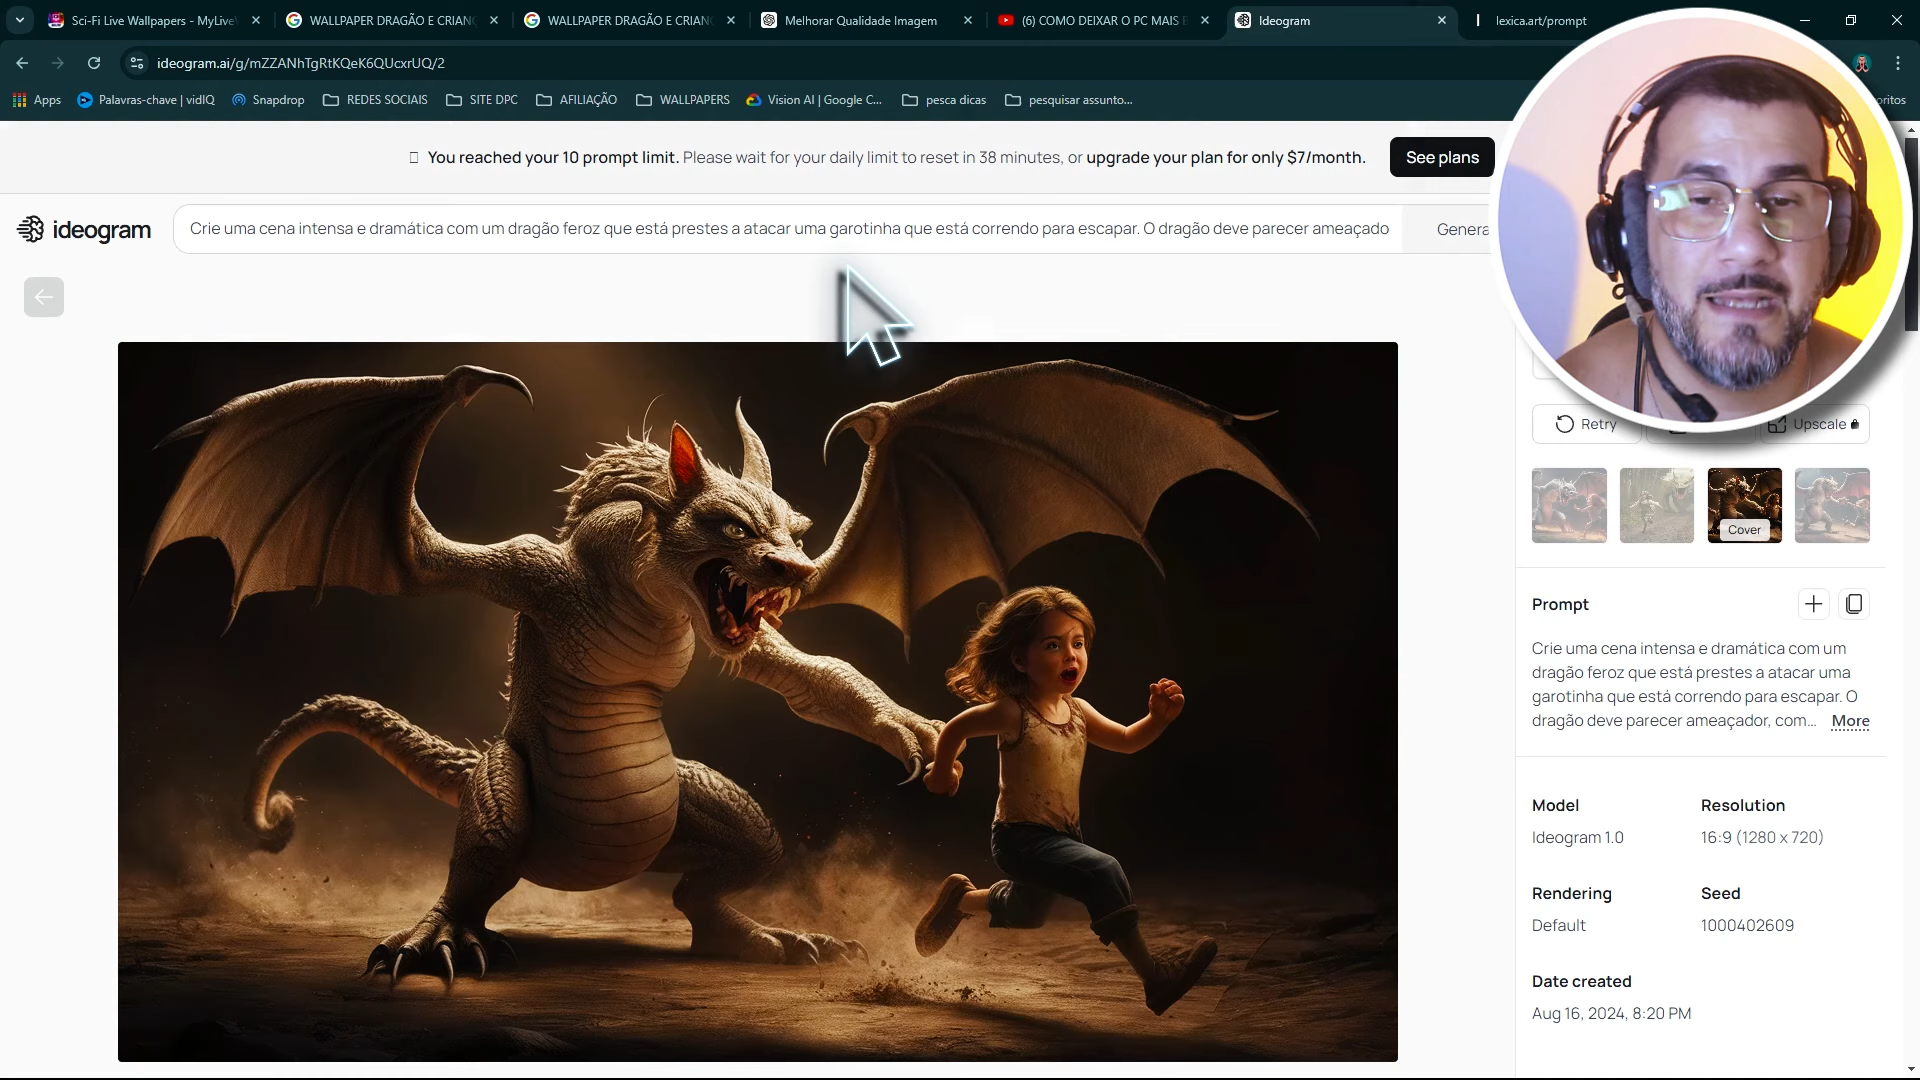 Sci-Fi Live Wallpapers - MyLive
WALLPAPER DRAGÃO E CRIAN
WALLPAPER DRAGÃO E CRIAN
Melhorar Qualidade Imagem
(6) COMO DEIXAR O PC MAIS
Ideogram
lexica.art/prompt
ideogram.ai/g/mZZANhTgRtKQeK6QUcxrUQ/2
Apps
Palavras-chave | vidIQ
Snapdrop
REDES SOCIAIS
SITE DPC
AFILIAÇÃO
WALLPAPERS
Vision AI | Google C...
pesca dicas
pesquisar assunto...
oritos
You reached your 10 prompt limit. Please wait for your daily limit to reset in 38 minutes, or upgrade your plan for only $7/month.
See plans
ideogram
Crie uma cena intensa e dramática com um dragão feroz que está prestes a atacar uma garotinha que está correndo para escapar. O dragão deve parecer ameaçado
Genera
Retry
Upscale
Cover
Prompt
Crie uma cena intensa e dramática com um
dragão feroz que está prestes a atacar uma
garotinha que está correndo para escapar. O
dragão deve parecer ameaçador, com... More
Model
Resolution
Ideogram 1.0
16:9 (1280 x 720)
Rendering
Seed
Default
1000402609
Date created
Aug 16, 2024, 8:20 PM